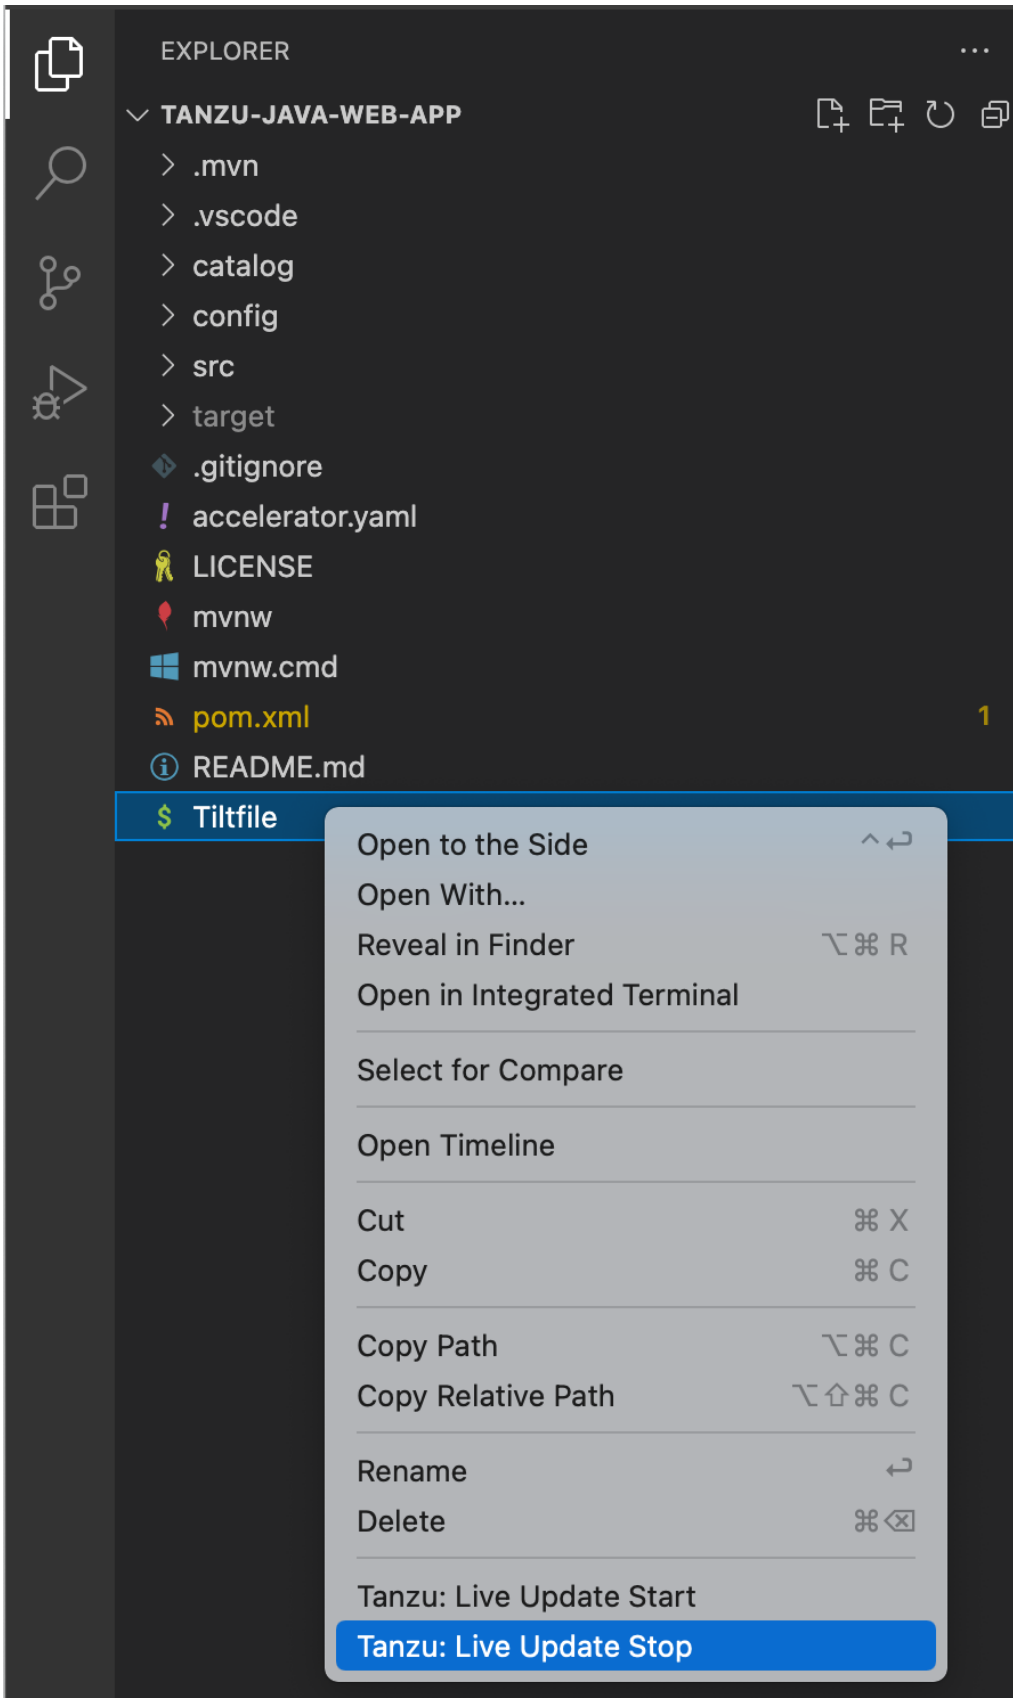 EXPLORER
TANZU-JAVA-WEB-APP
.mvn
.vscode
catalog
config
src
target
.gitignore
accelerator.yaml
LICENSE
mvnw
mvnw.cmd
pom.xml 1
README.md
Tiltfile
Open to the Side ^⏎
Open With...
Reveal in Finder ⌥⌘ R
Open in Integrated Terminal
Select for Compare
Open Timeline
Cut ⌘ X
Copy ⌘ C
Copy Path ⌥⌘ C
Copy Relative Path ⌥⇧⌘ C
Rename ⏎
Delete ⌘⌫
Tanzu: Live Update Start
Tanzu: Live Update Stop